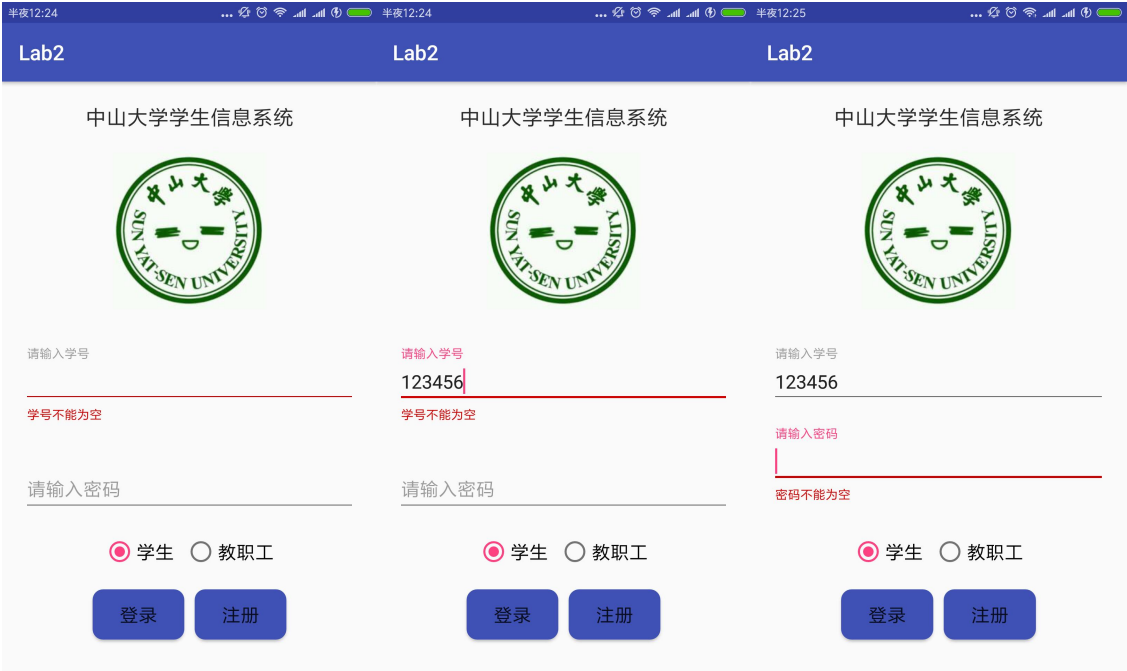 半夜12:24
Lab2
中山大学学生信息系统
中山大学
SUN YAT-SEN UNIVERSITY
请输入学号
学号不能为空
请输入密码
学生 教职工
登录 注册
半夜12:24
Lab2
中山大学学生信息系统
中山大学
SUN YAT-SEN UNIVERSITY
请输入学号
123456
学号不能为空
请输入密码
学生 教职工
登录 注册
半夜12:25
Lab2
中山大学学生信息系统
中山大学
SUN YAT-SEN UNIVERSITY
请输入学号
123456
请输入密码
密码不能为空
学生 教职工
登录 注册